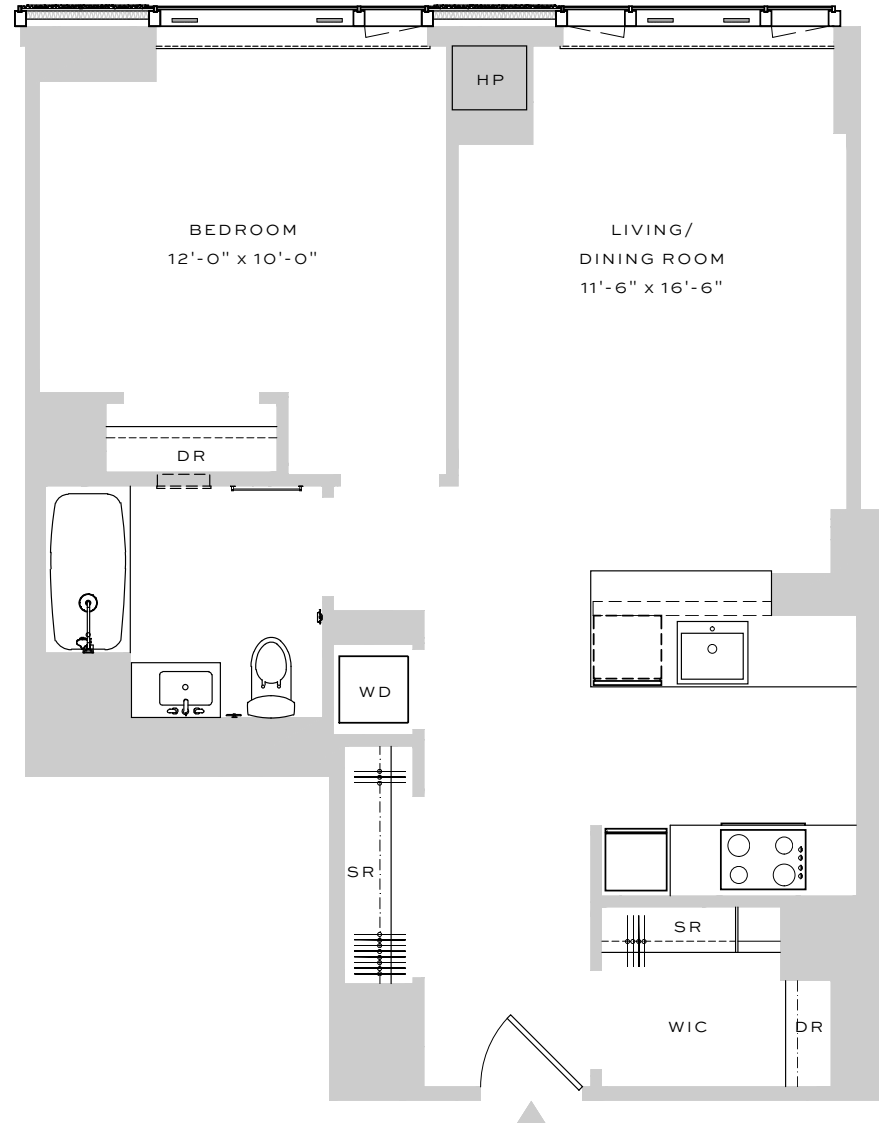 HP
BEDROOM
12'-0" x 10'-0"
LIVING/
DINING ROOM
11'-6" x 16'-6"
DR
WD
SR
SR
WIC
DR